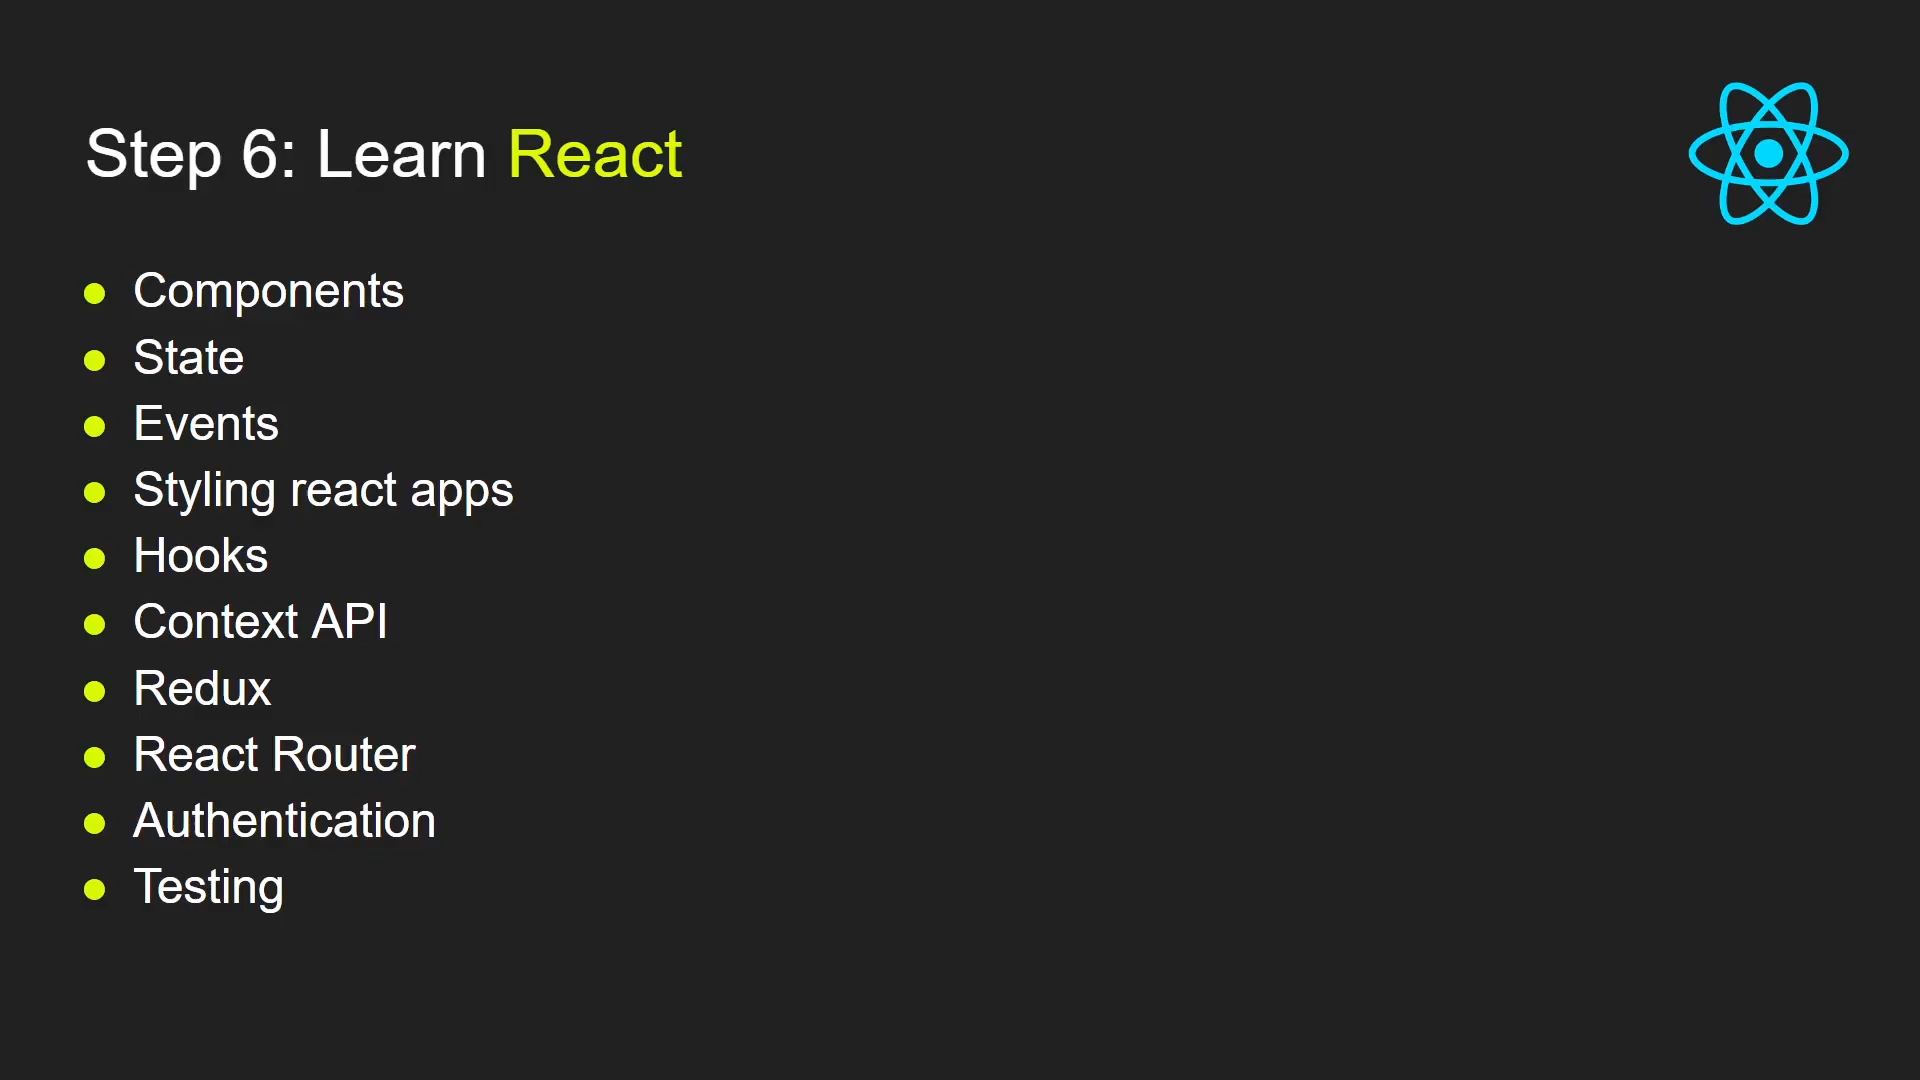 Step 6: Learn React
Components
State
Events
Styling react apps
Hooks
Context API
Redux
React Router
Authentication
Testing